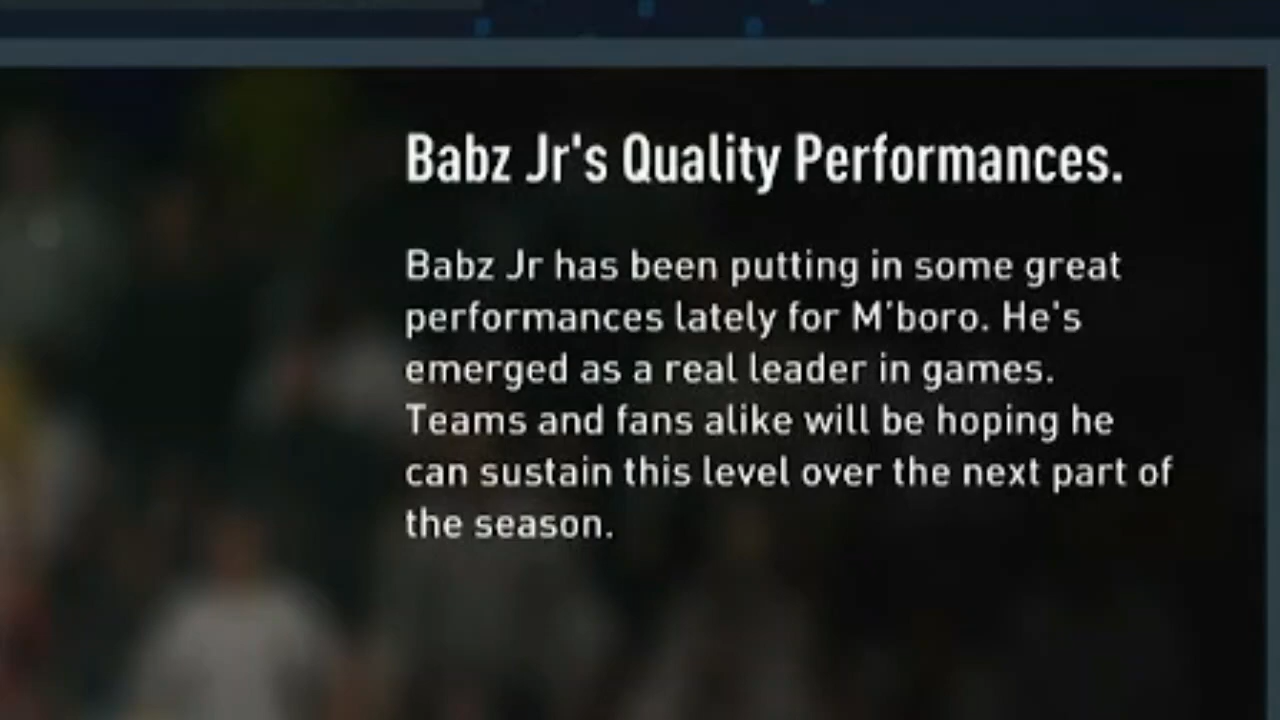 Babz Jr's Quality Performances.
Babz Jr has been putting in some great
performances lately for M'boro. He's
emerged as a real leader in games.
Teams and fans alike will be hoping he
can sustain this level over the next part of
the season.